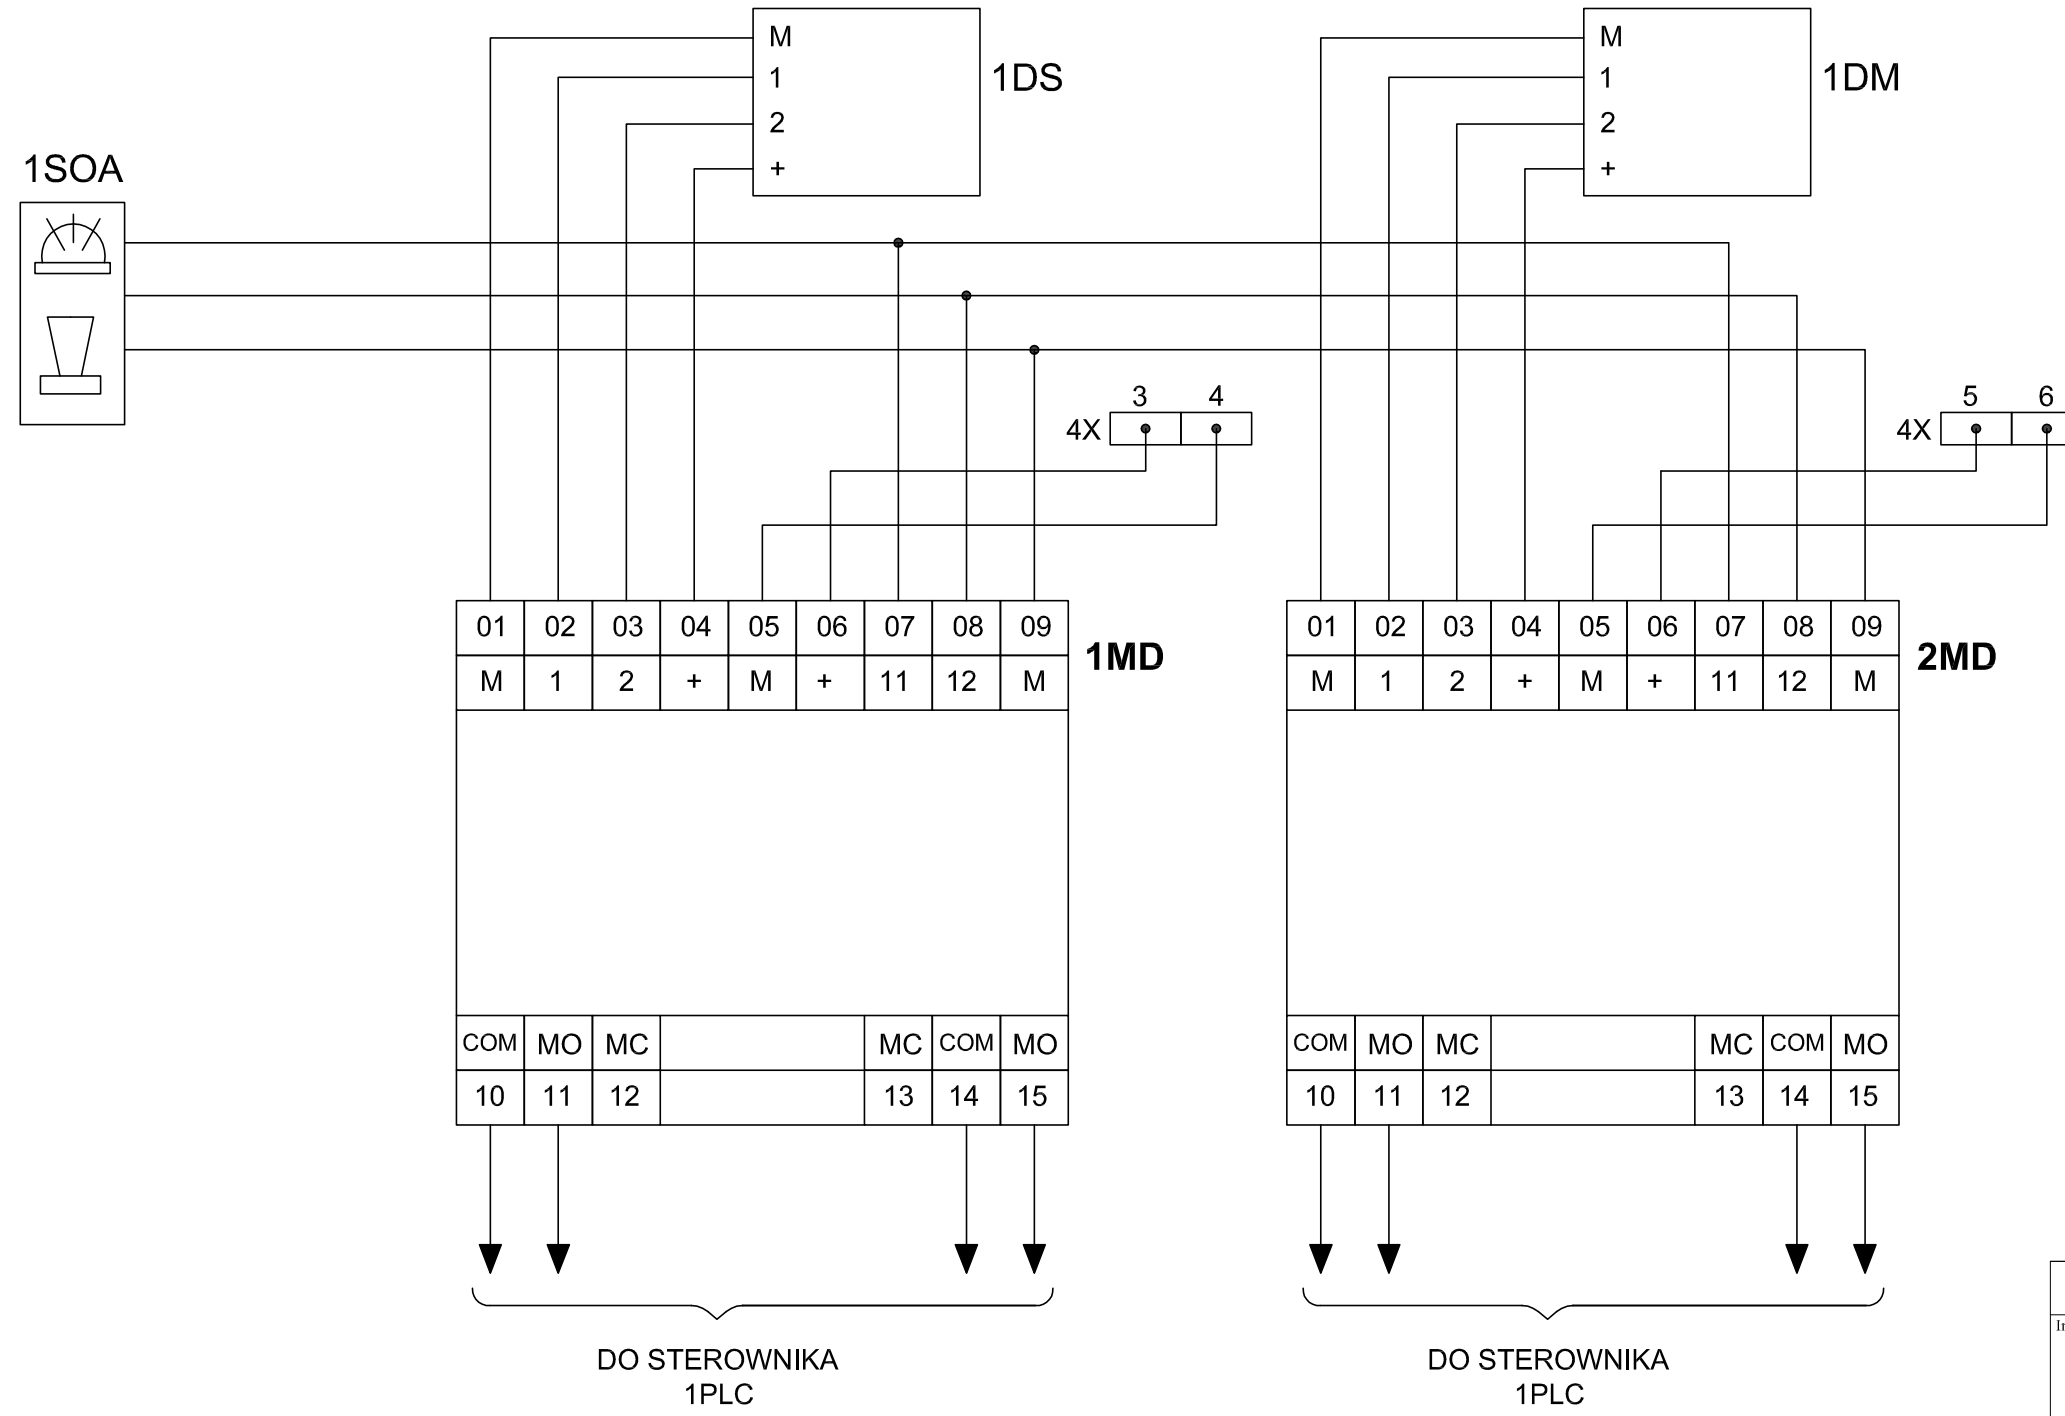 M
1DS
1
2
+
M
1DM
1
2
+
1SOA
3 4
4X
5 6
4X
01 02 03 04 05 06 07 08 09
M 1 2 + M + 11 12 M
1MD
01 02 03 04 05 06 07 08 09
M 1 2 + M + 11 12 M
2MD
COM MO MC MC COM MO
10 11 12 13 14 15
COM MO MC MC COM MO
10 11 12 13 14 15
DO STEROWNIKA
1PLC
DO STEROWNIKA
1PLC